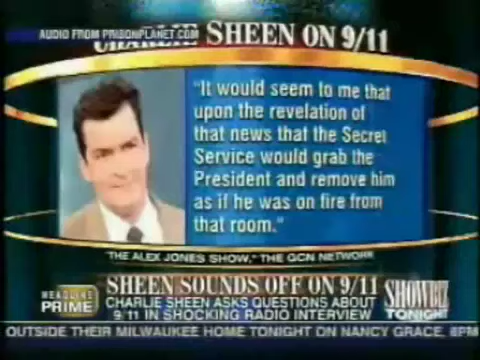 AUDIO FROM PRISONPLANET.COM
CHARLIE SHEEN ON 9/11
"It would seem to me that
upon the revelation of
that news that the Secret
Service would grab the
President and remove him
as if he was on fire from
that room."
"THE ALEX JONES SHOW," THE GCN NETWORK
HEADLINE
PRIME
SHEEN SOUNDS OFF ON 9/11
CHARLIE SHEEN ASKS QUESTIONS ABOUT
9/11 IN SHOCKING RADIO INTERVIEW
SHOWBIZ
TONIGHT
OUTSIDE THEIR MILWAUKEE HOME TONIGHT ON NANCY GRACE, 8PM